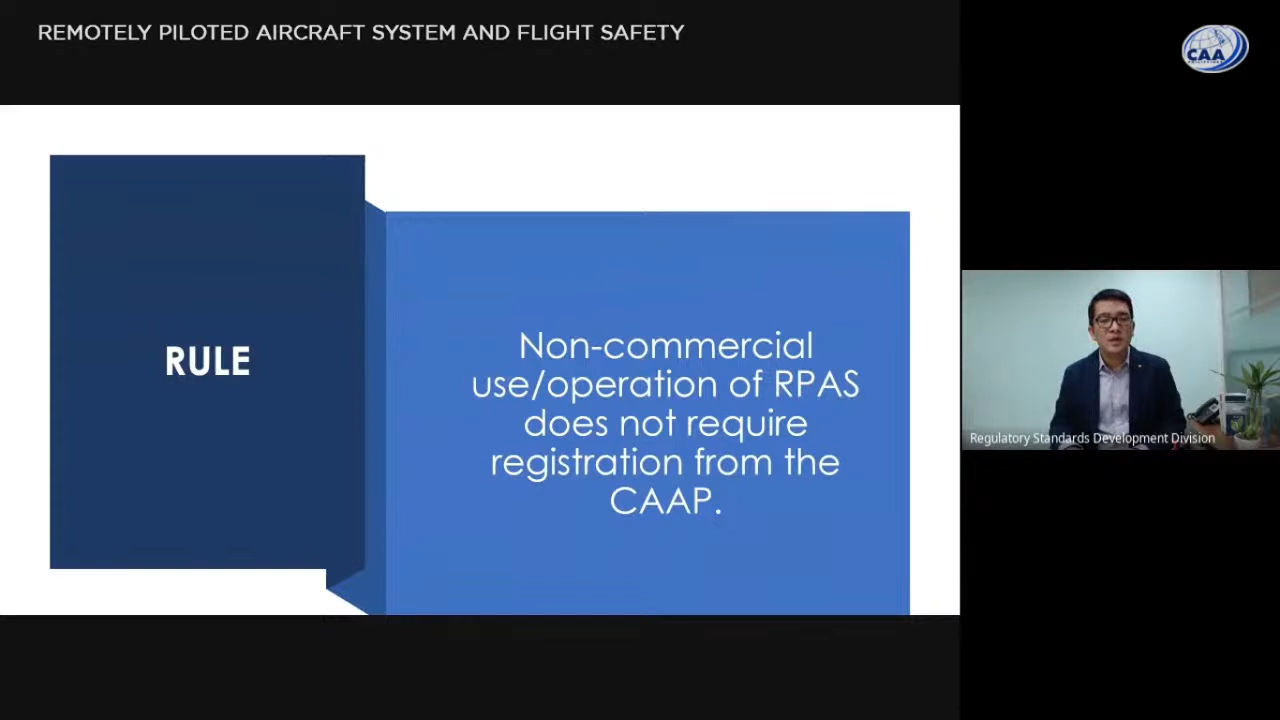 REMOTELY PILOTED AIRCRAFT SYSTEM AND FLIGHT SAFETY
CAA
RULE
Non-commercial
use/operation of RPAS
does not require
registration from the
CAAP.
Regulatory Standards Development Division